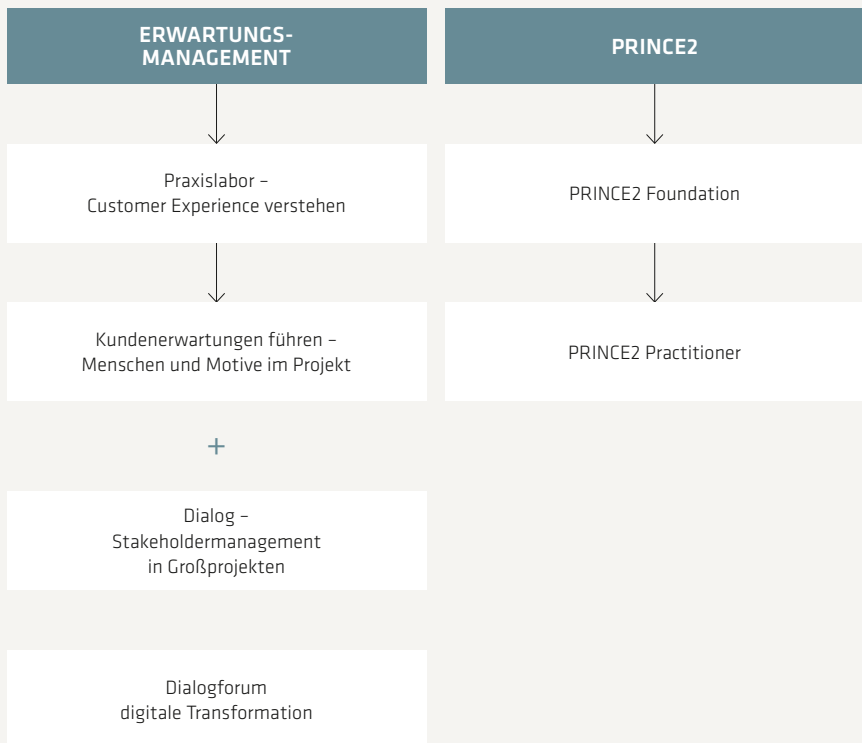 ERWARTUNGS-
MANAGEMENT
Praxislabor –
Customer Experience verstehen
Kundenerwartungen führen –
Menschen und Motive im Projekt
+
Dialog –
Stakeholdermanagement
in Großprojekten
Dialogforum
digitale Transformation
PRINCE2
PRINCE2 Foundation
PRINCE2 Practitioner